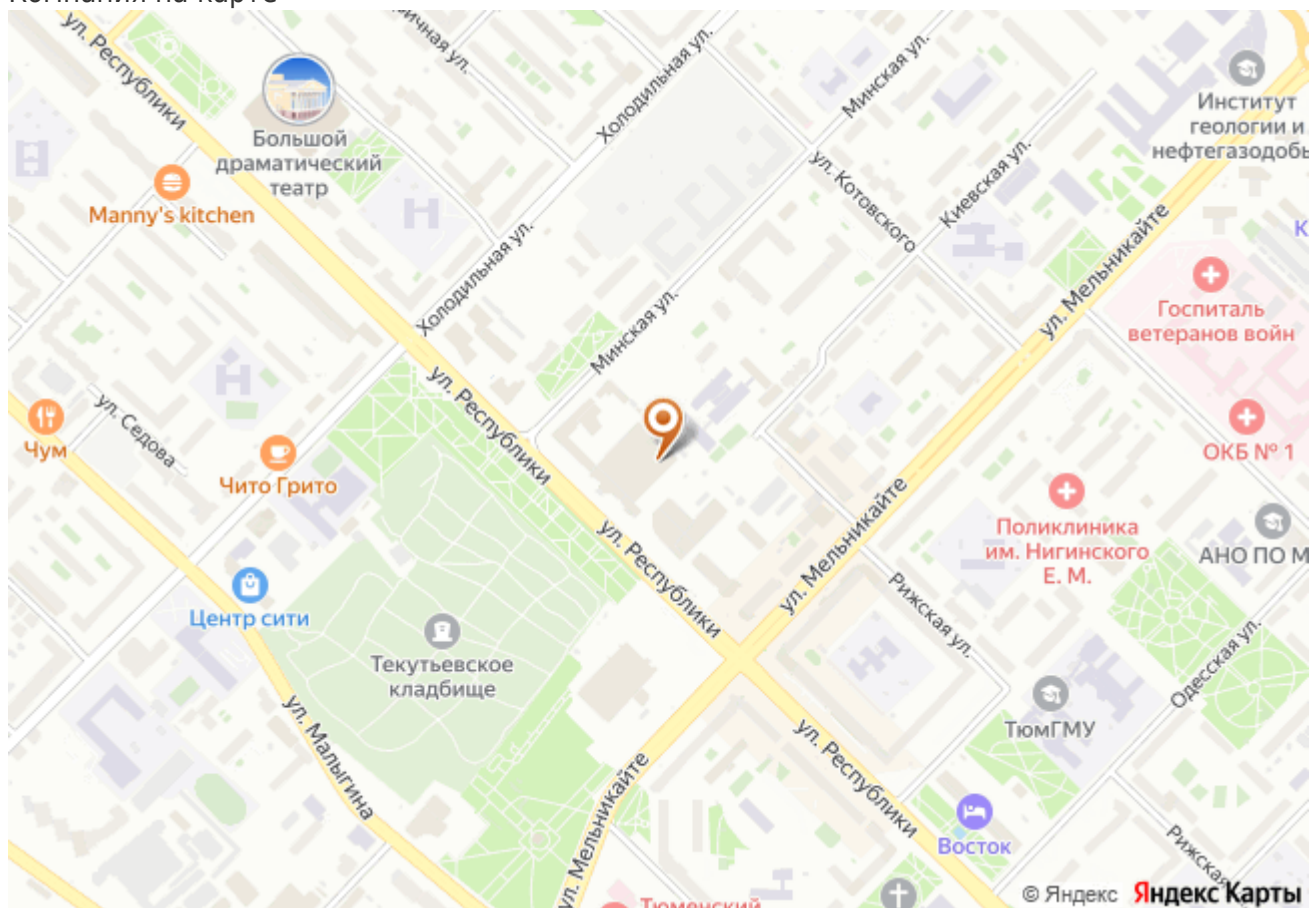 Компания на карте
ул. Республики
Холодильная ул.
Минская ул.
Институт
геологии и
нефтегазодобы
Большой
драматический
театр
ул. Котовского
Киевская ул.
Manny's kitchen
К
ул. Мельникайте
Холодильная ул.
Госпиталь
ветеранов войн
Минская ул.
ул. Республики
ул. Седова
Чум
Чито Грито
ОКБ № 1
Поликлиника
им. Нигинского
Е. М.
АНО ПО М
ул. Мельникайте
ул. Республики
Рижская ул.
Центр сити
Текутьевское
кладбище
Одесская ул.
ТюмГМУ
ул. Малыгина
ул. Республики
ул. Мельникайте
Восток
Рижская
Тюменский
© Яндекс Яндекс Карты